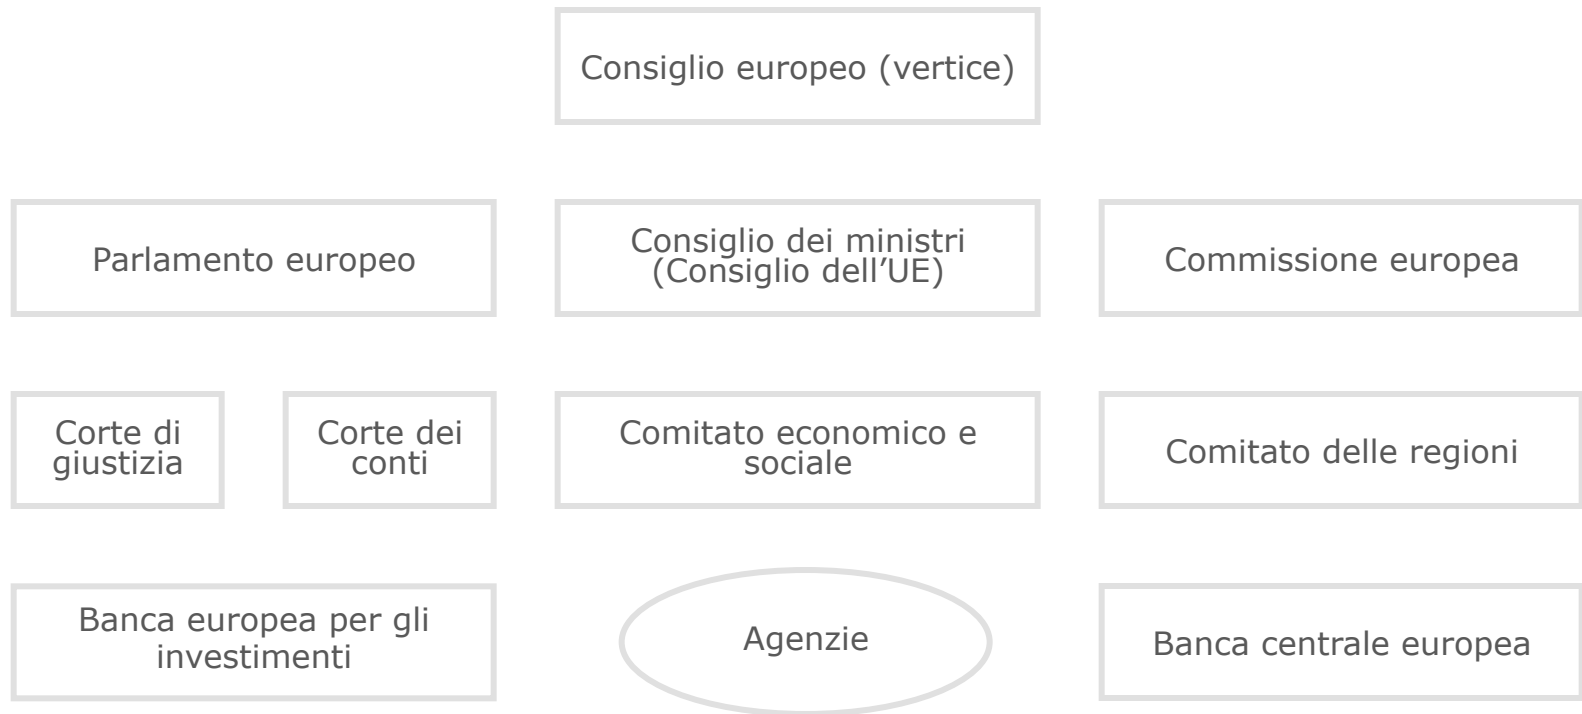 Consiglio europeo (vertice)
Parlamento europeo
Consiglio dei ministri
(Consiglio dell’UE)
Commissione europea
Corte di
giustizia
Corte dei
conti
Comitato economico e
sociale
Comitato delle regioni
Banca europea per gli
investimenti
Agenzie
Banca centrale europea